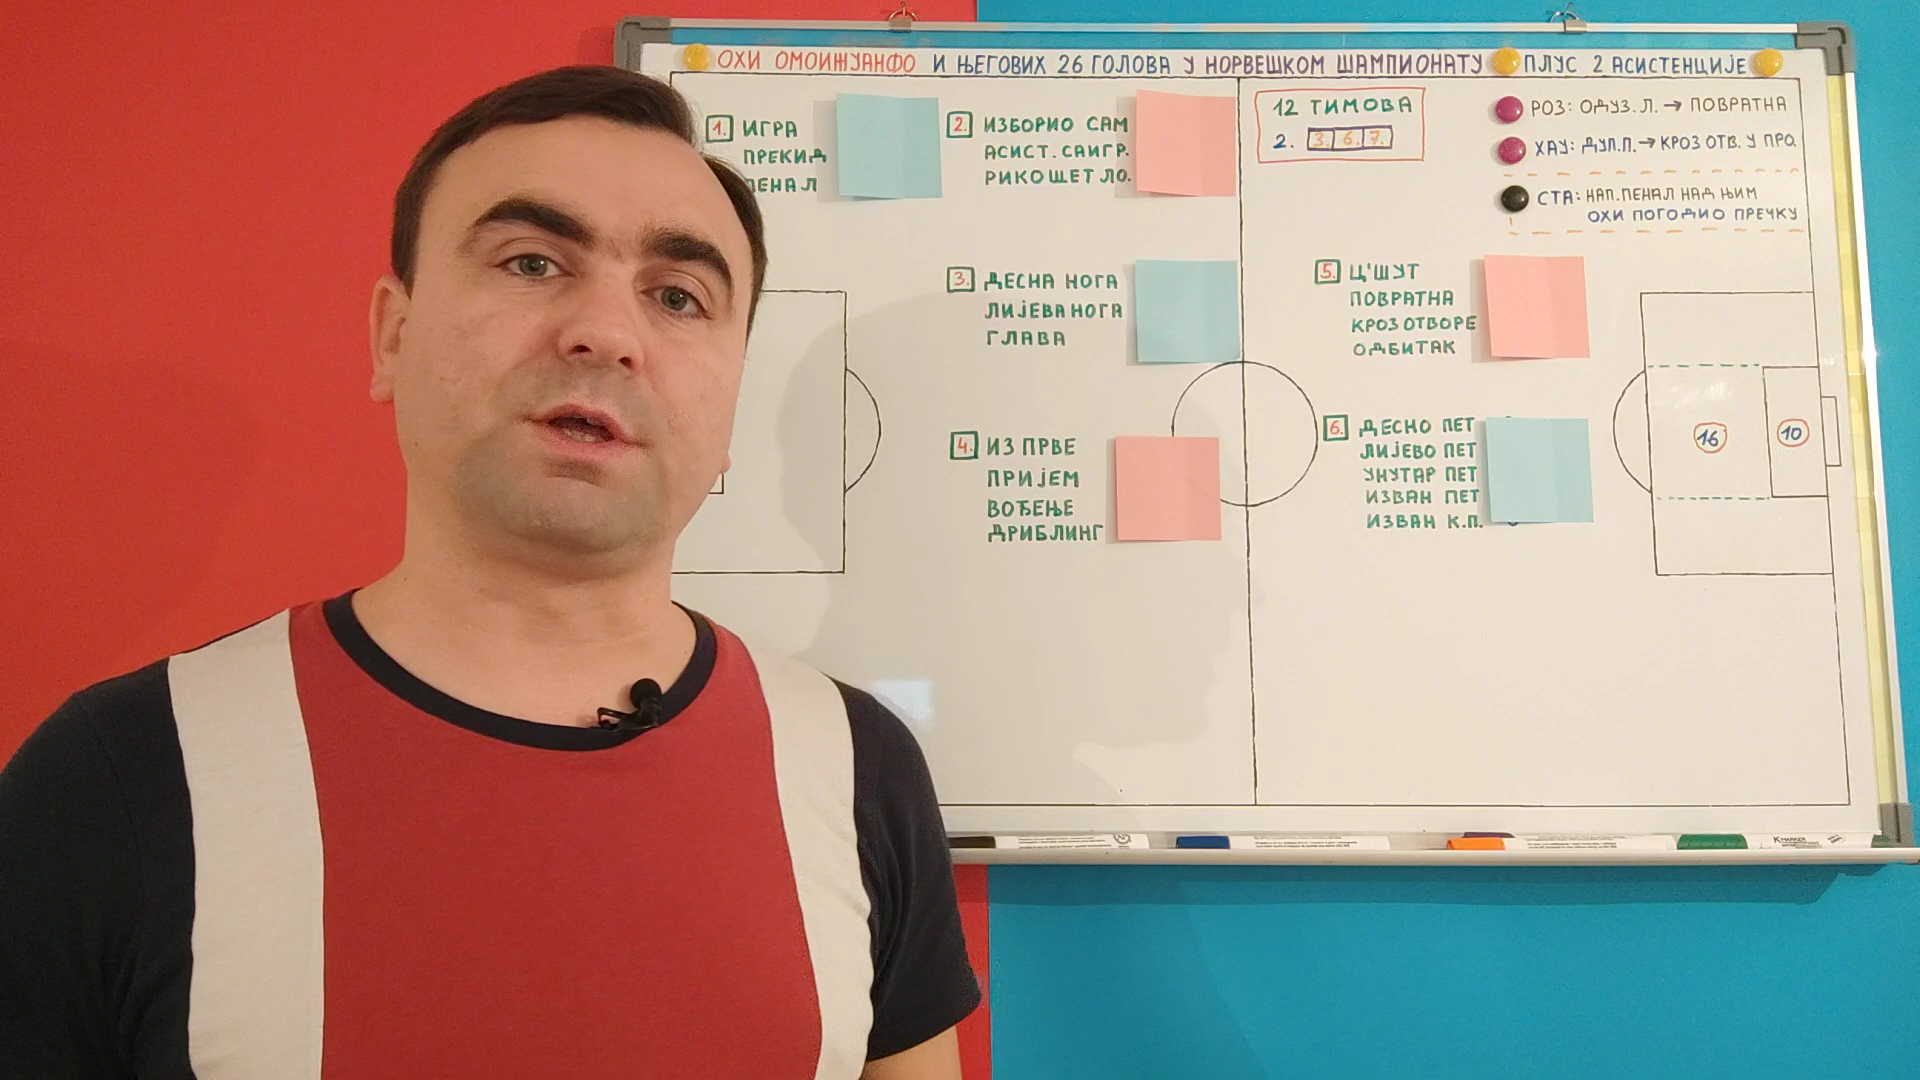 ОХИ ОМОИЖУАНФО И ЊЕГОВИХ 26 ГОЛОВА У НОРВЕШКОМ ШАМПИОНАТУ ПЛУС 2 АСИСТЕНЦИЈЕ
1. ИГРА
ПРЕКИД
ПЕНАЛ
2. ИЗБОРИО САМ
АСИСТ. САИГР.
РИКОШЕТ ЛО.
12 ТИМОВА
2. 3. 6. 7.
РОЗ: ОДУЗ. Л. → ПОВРАТНА
ХАУ: ДУЛ. П. → КРОЗ ОТВ. У ПРО.
СТА: НАП. ПЕНАЛ НАД ЊИМ
ОХИ ПОГОДИО ПРЕЧКУ
3. ДЕСНА НОГА
ЛИЈЕВА НОГА
ГЛАВА
4. ИЗ ПРВЕ
ПРИЈЕМ
ВОЂЕЊЕ
ДРИБЛИНГ
5. Ц'ШУТ
ПОВРАТНА
КРОЗ ОТВОРЕ
ОДБИТАК
6. ДЕСНО ПЕТ
ЛИЈЕВО ПЕТ
УНУТАР ПЕТ
ИЗВАН ПЕТ
ИЗВАН К.П.
16
10